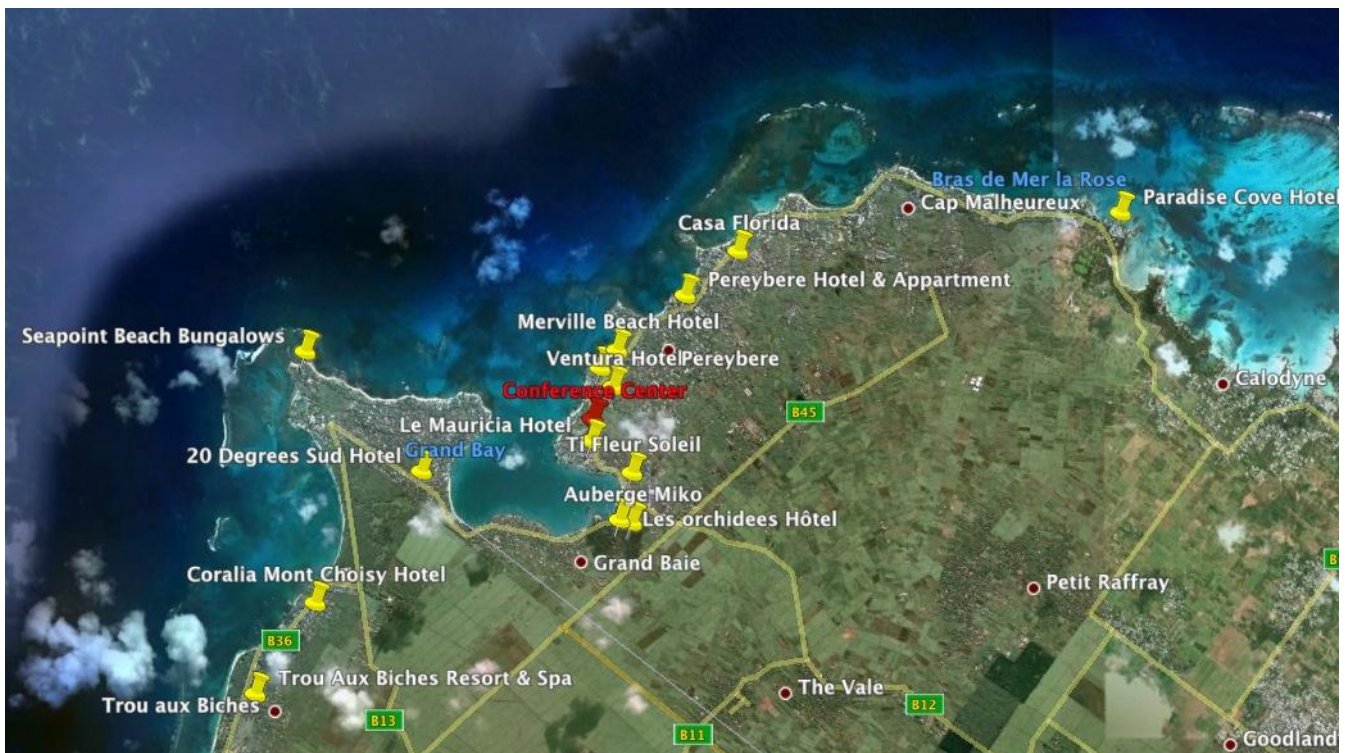 Bras de Mer la Rose
Paradise Cove Hotel
Cap Malheureux
Casa Florida
Pereybere Hotel & Appartment
Merville Beach Hotel
Seapoint Beach Bungalows
Ventura Hotel
Pereybere
Calodyne
Conference Center
B45
Le Mauricia Hotel
Ti Fleur Soleil
20 Degrees Sud Hotel
Grand Bay
Auberge Miko
Les orchidees Hôtel
Grand Baie
B
Coralia Mont Choisy Hotel
Petit Raffray
B36
Trou Aux Biches Resort & Spa
The Vale
Trou aux Biches
B12
B13
B11
Goodland